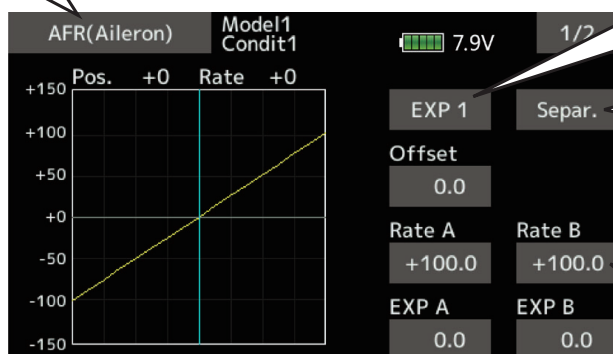 AFR(Aileron)
Model1
Condit1
7.9V
1/2
Pos. +0 Rate +0
+150
+100
+50
+0
-50
-100
-150
EXP 1
Separ.
Offset
0.0
Rate A Rate B
+100.0 +100.0
EXP A EXP B
0.0 0.0